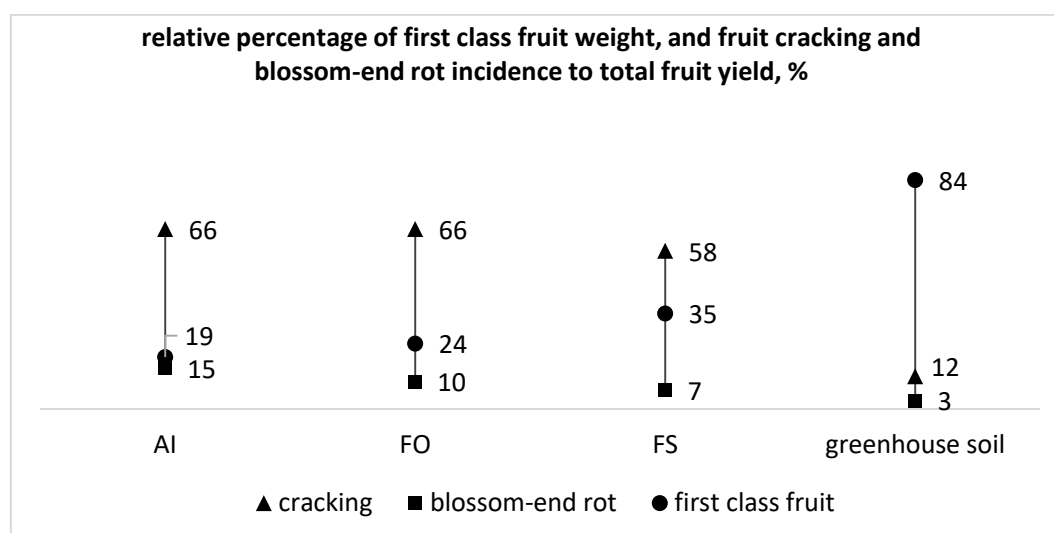 relative percentage of first class fruit weight, and fruit cracking and
blossom-end rot incidence to total fruit yield, %
84
66
66
58
35
19
24
12
15
10
7
3
AI
FO
FS
greenhouse soil
cracking
blossom-end rot
first class fruit